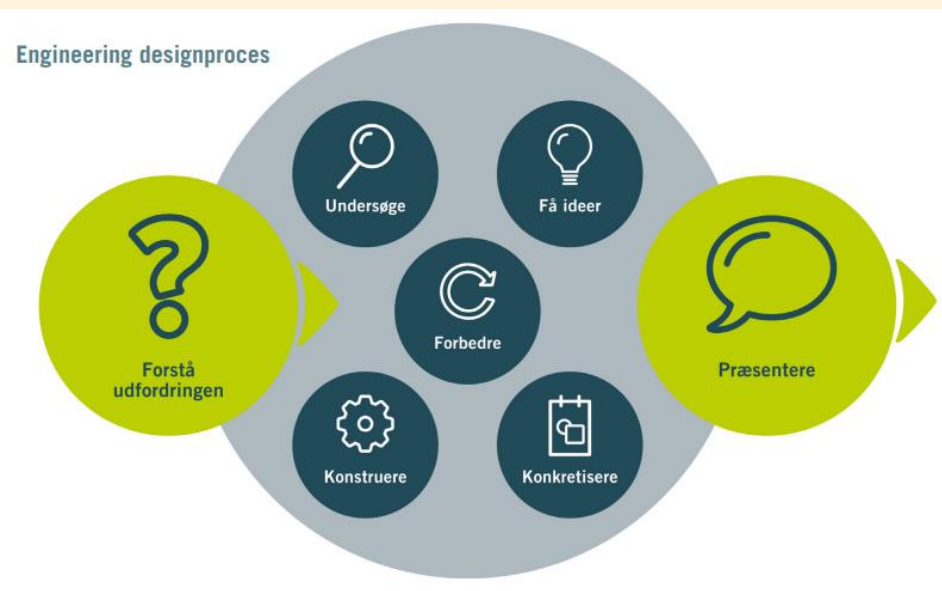 Engineering designproces
Undersøge
Få ideer
Forstå
udfordringen
Forbedre
Præsentere
Konstruere
Konkretisere